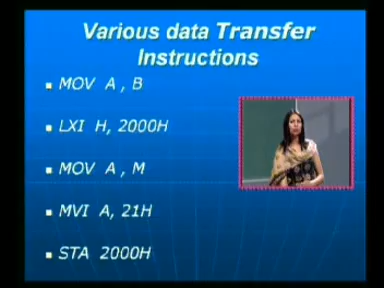 Various data Transfer
Instructions
MOV A , B
LXI H, 2000H
MOV A , M
MVI A, 21H
STA 2000H